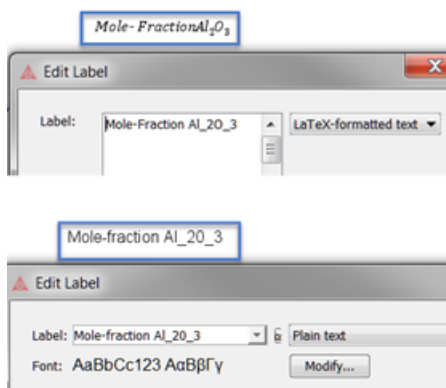 Mole- FractionAl₂O₃
Edit Label
X
Label: Mole-Fraction Al_2O_3 LaTeX-formatted text
Mole-fraction Al_2O_3
Edit Label
Label: Mole-fraction Al_2O_3 Plain text
Font: AaBbCc123 ΑαΒβΓγ Modify...